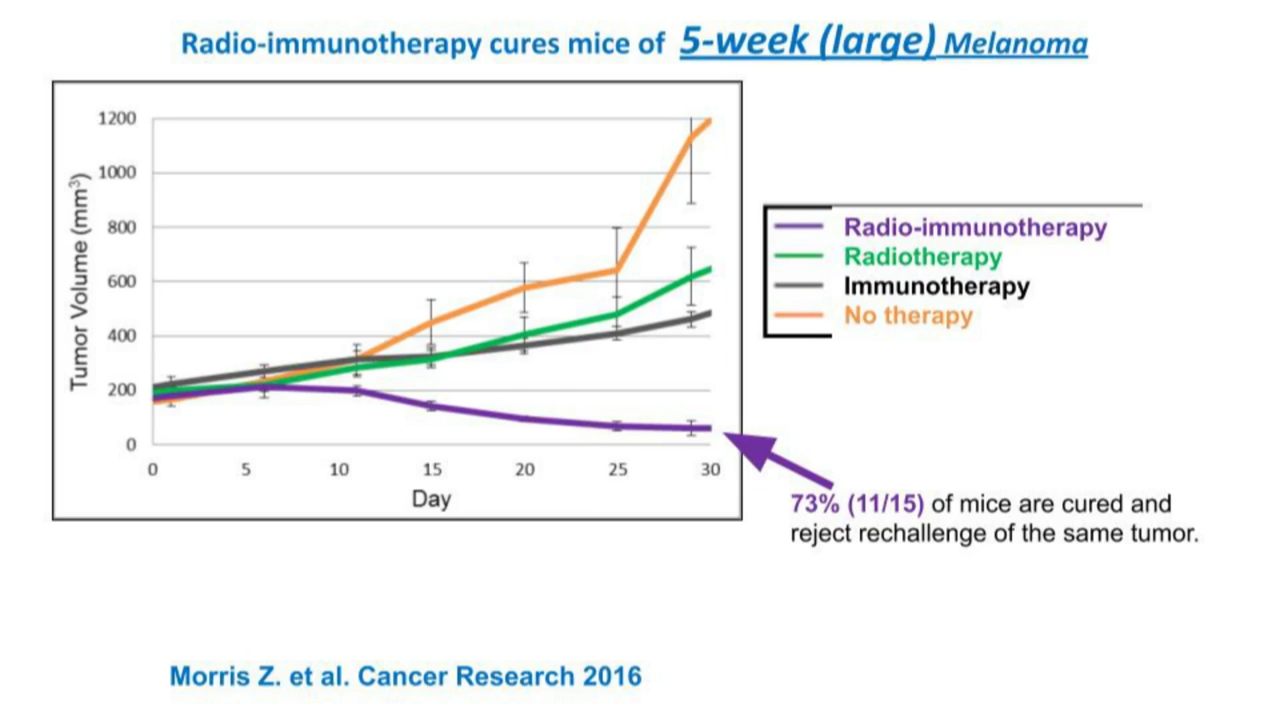 Radio-immunotherapy cures mice of 5-week (large) Melanoma
1200
1000
800
600
400
200
0
Tumor Volume (mm³)
0 5 10 15 20 25 30
Day
Radio-immunotherapy
Radiotherapy
Immunotherapy
No therapy
73% (11/15) of mice are cured and
reject rechallenge of the same tumor.
Morris Z. et al. Cancer Research 2016